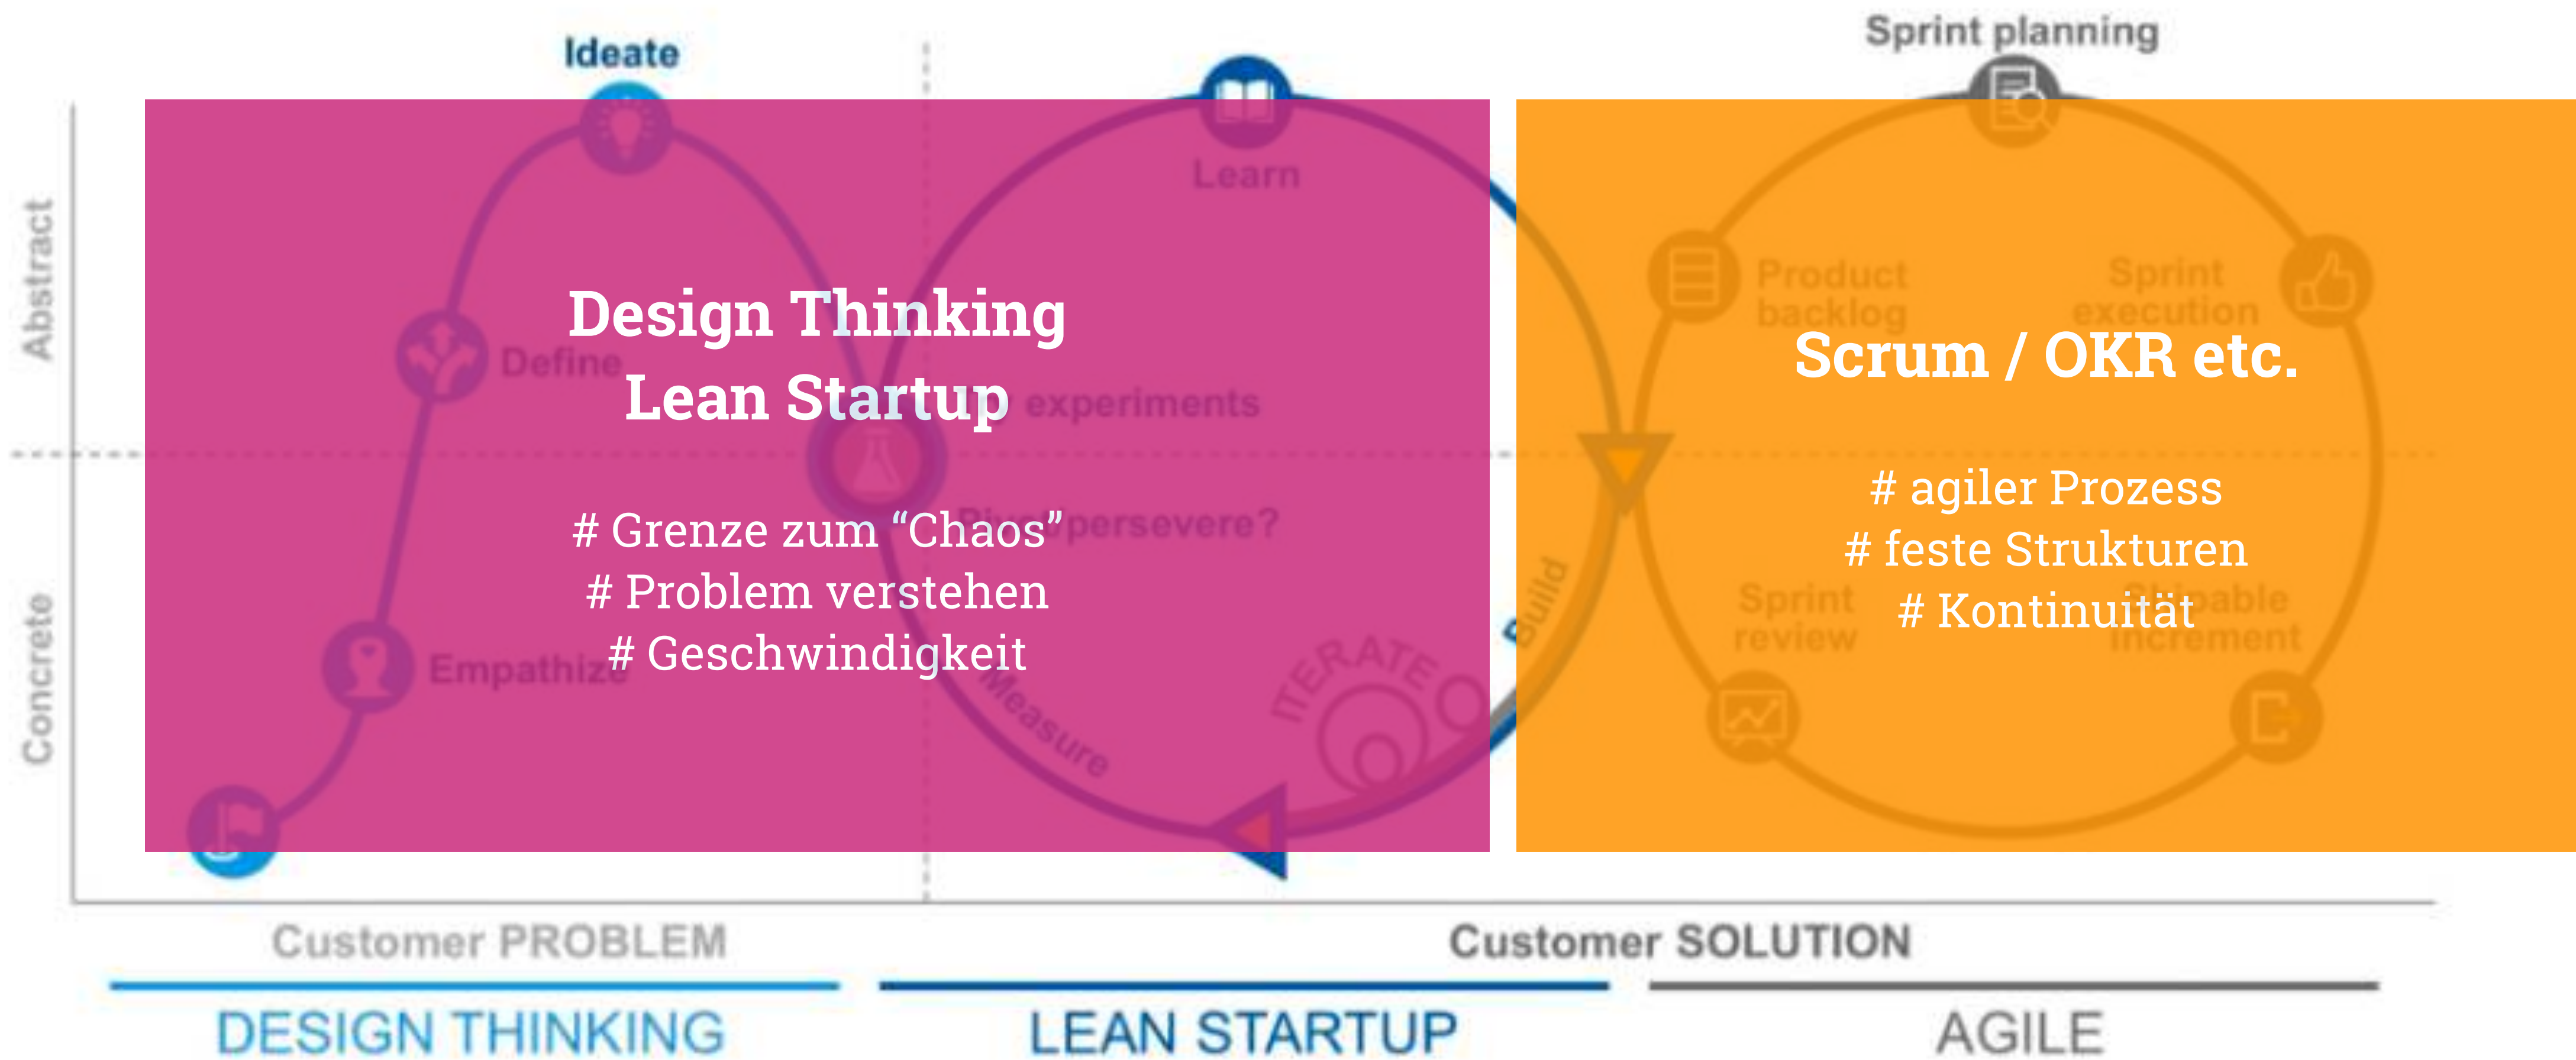 Ideate
Sprint planning
Learn
Abstract
Concrete
Define
Empathize
experiments
persevere?
Measure
ITERATE
Build
Product
backlog
Sprint
execution
Sprint
review
increment
Design Thinking
Lean Startup
# Grenze zum “Chaos”
# Problem verstehen
# Geschwindigkeit
Scrum / OKR etc.
# agiler Prozess
# feste Strukturen
# Kontinuität
Customer PROBLEM
Customer SOLUTION
DESIGN THINKING
LEAN STARTUP
AGILE